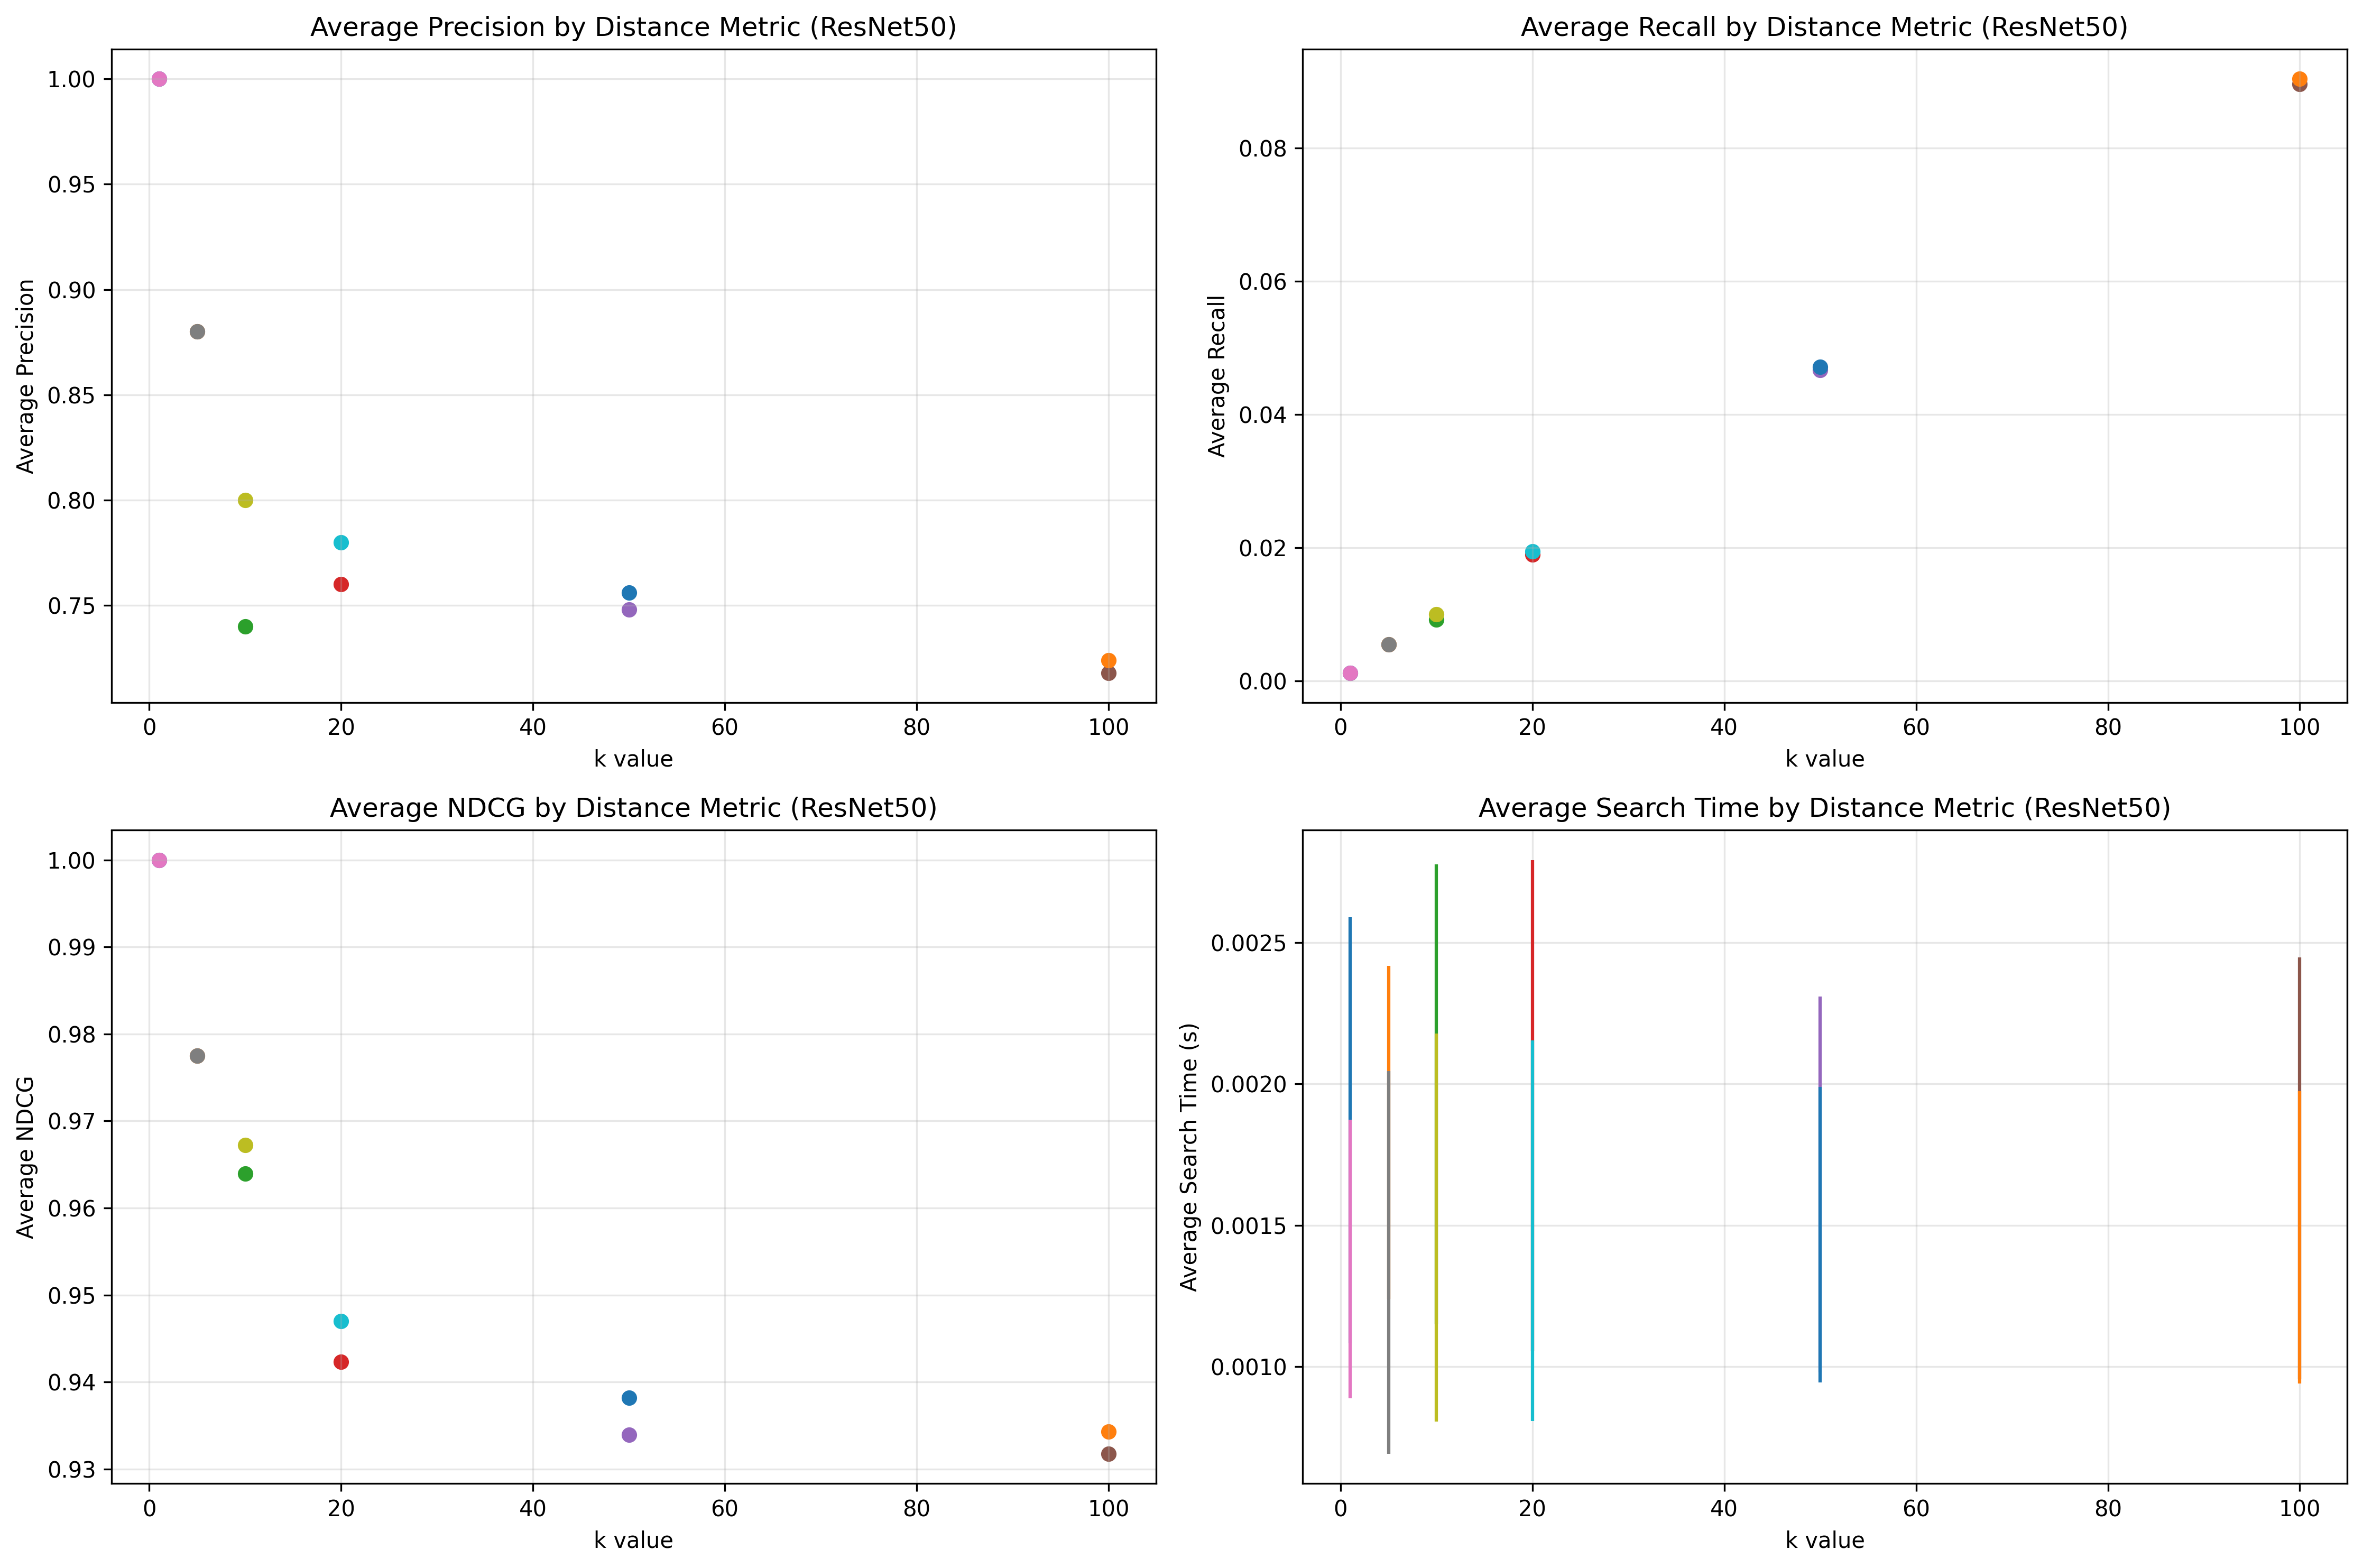 Average Precision by Distance Metric (ResNet50)
1.00
0.95
0.90
0.85
0.80
0.75
Average Precision
0 20 40 60 80 100
k value
Average Recall by Distance Metric (ResNet50)
0.08
0.06
0.04
0.02
0.00
Average Recall
0 20 40 60 80 100
k value
Average NDCG by Distance Metric (ResNet50)
1.00
0.99
0.98
0.97
0.96
0.95
0.94
0.93
Average NDCG
0 20 40 60 80 100
k value
Average Search Time by Distance Metric (ResNet50)
0.0025
0.0020
0.0015
0.0010
Average Search Time (s)
0 20 40 60 80 100
k value